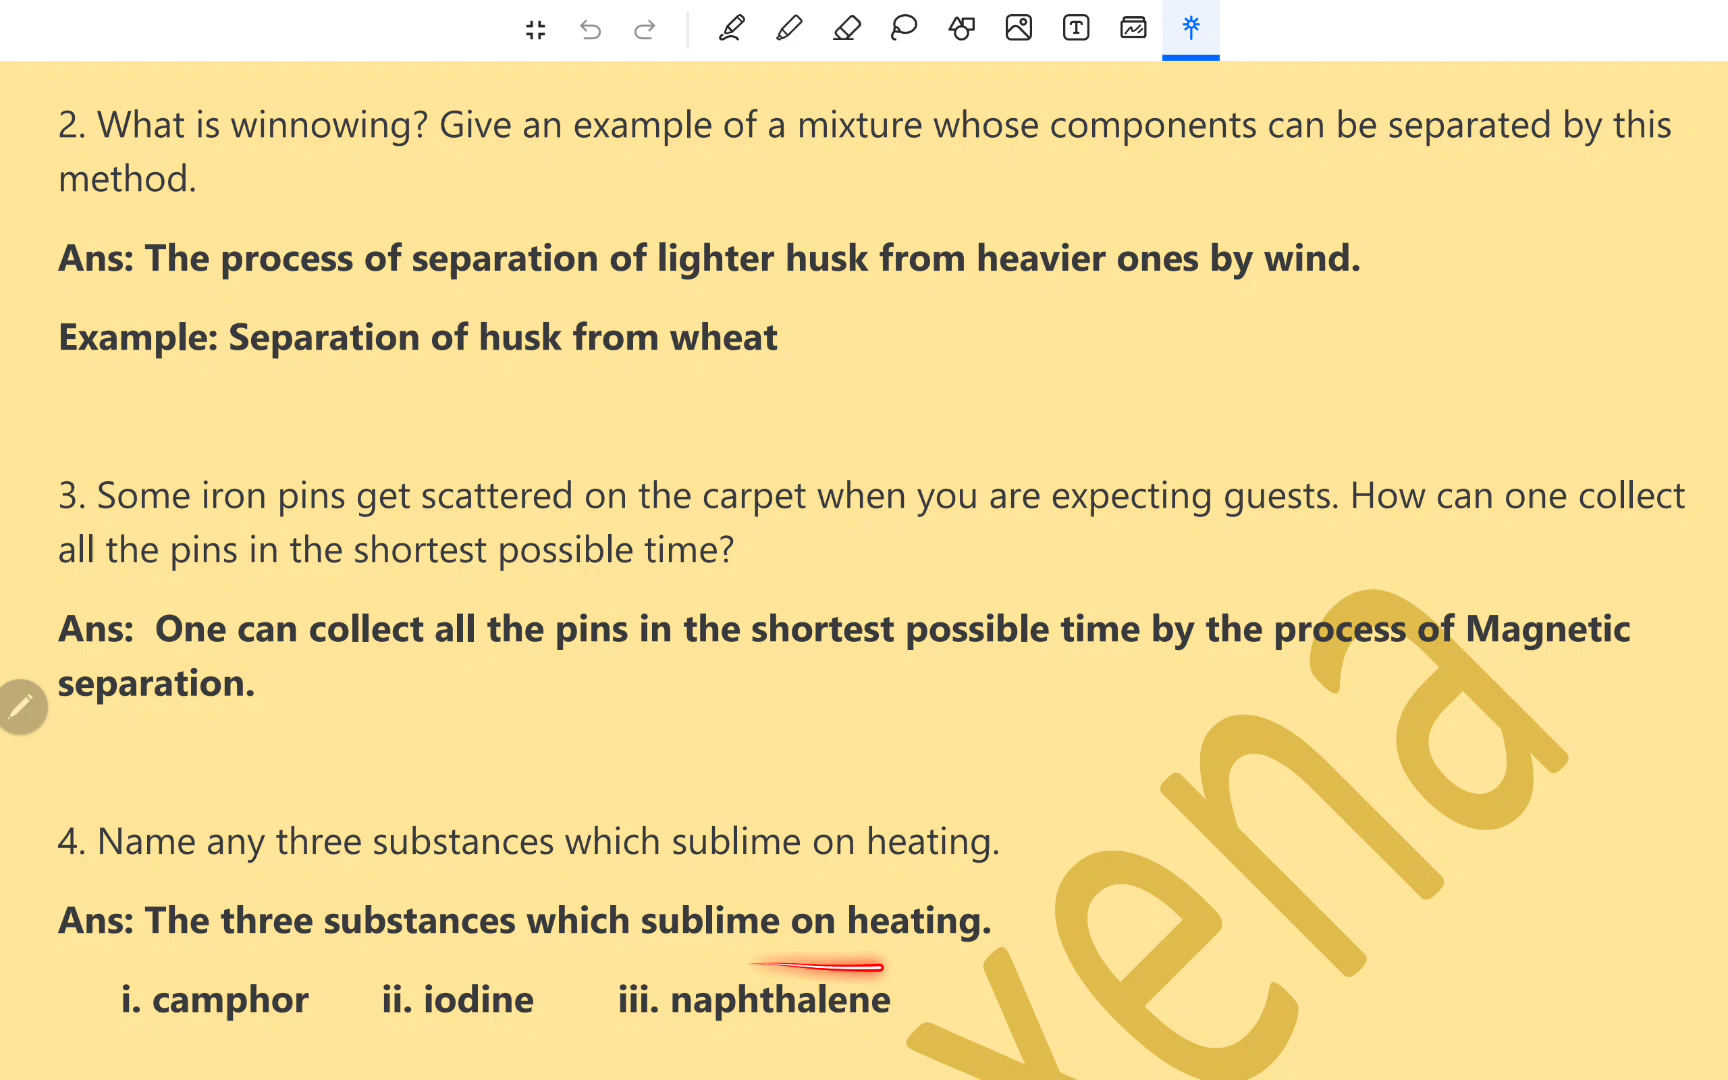 2. What is winnowing? Give an example of a mixture whose components can be separated by this
method.
Ans: The process of separation of lighter husk from heavier ones by wind.
Example: Separation of husk from wheat
3. Some iron pins get scattered on the carpet when you are expecting guests. How can one collect
all the pins in the shortest possible time?
Ans:  One can collect all the pins in the shortest possible time by the process of Magnetic
separation.
4. Name any three substances which sublime on heating.
Ans: The three substances which sublime on heating.
i. camphor ii. iodine iii. naphthalene